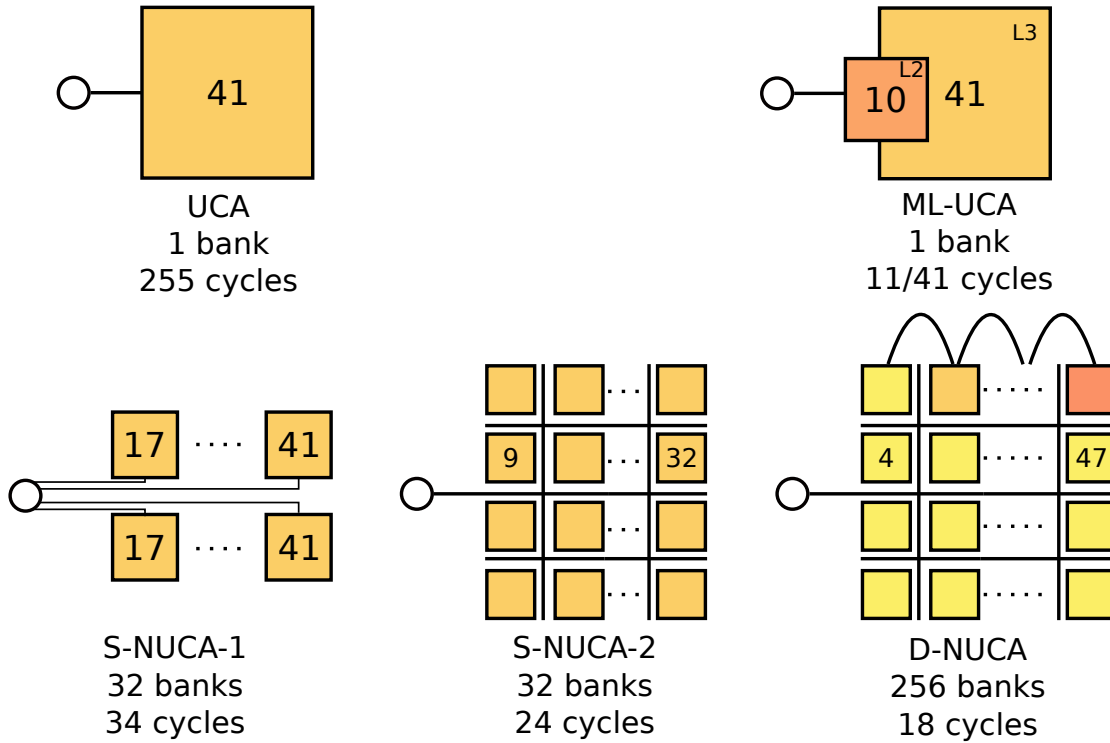 41
UCA
1 bank
255 cycles
L3
L2
10
41
ML-UCA
1 bank
11/41 cycles
17
41
17
41
S-NUCA-1
32 banks
34 cycles
9
32
S-NUCA-2
32 banks
24 cycles
4
47
D-NUCA
256 banks
18 cycles